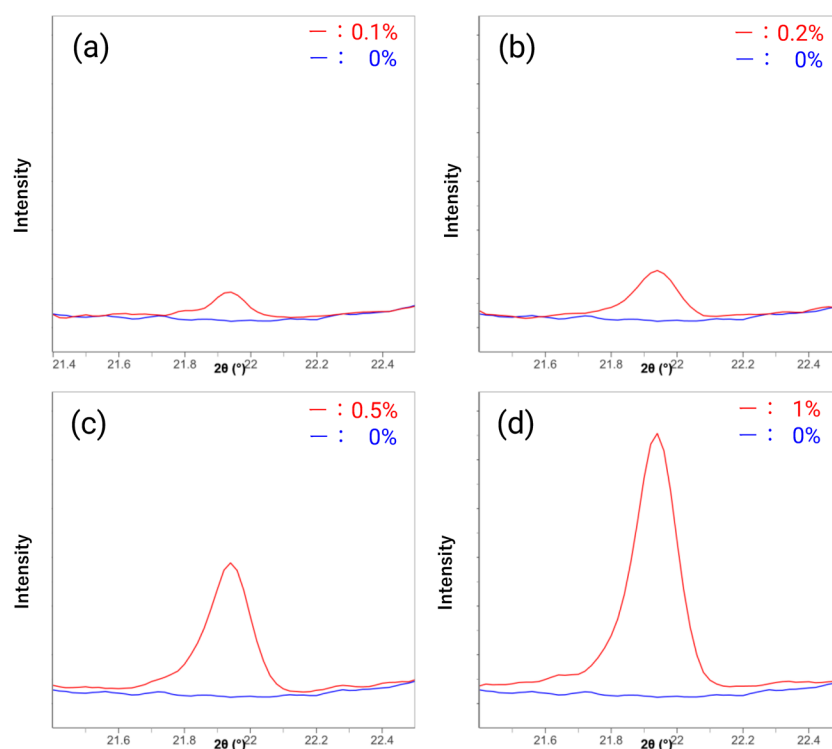 (a)
— : 0.1%
— : 0%
Intensity
21.4 21.6 21.8 22 22.2 22.4
2θ (°)
(b)
— : 0.2%
— : 0%
Intensity
21.6 21.8 22 22.2 22.4
2θ (°)
(c)
— : 0.5%
— : 0%
Intensity
21.6 21.8 22 22.2 22.4
2θ (°)
(d)
— : 1%
— : 0%
Intensity
21.6 21.8 22 22.2 22.4
2θ (°)